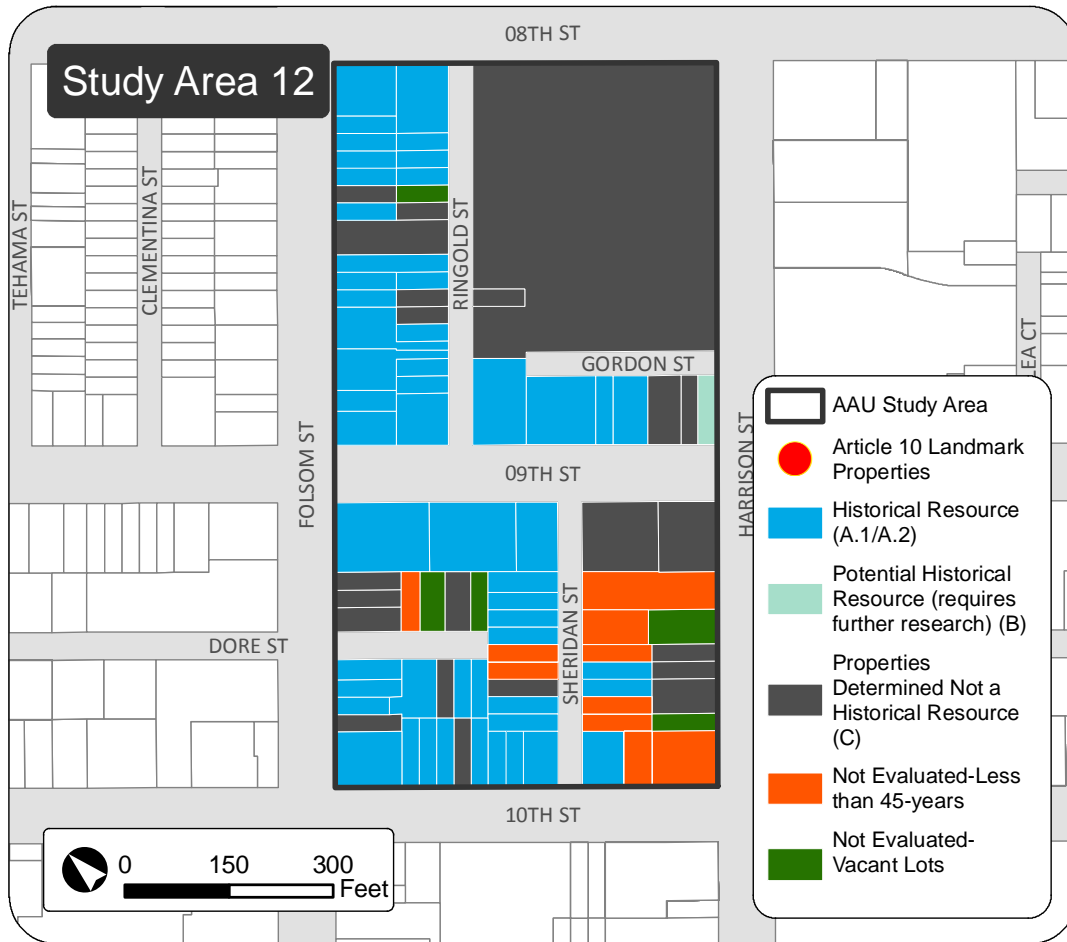 08TH ST
Study Area 12
TEHAMA ST
CLEMENTINA ST
RINGOLD ST
GORDON ST
LEA CT
FOLSOM ST
09TH ST
HARRISON ST
DORE ST
SHERIDAN ST
10TH ST
AAU Study Area
Article 10 Landmark
Properties
Historical Resource
(A.1/A.2)
Potential Historical
Resource (requires
further research) (B)
Properties
Determined Not a
Historical Resource
(C)
Not Evaluated-Less
than 45-years
Not Evaluated-
Vacant Lots
0 150 300
Feet